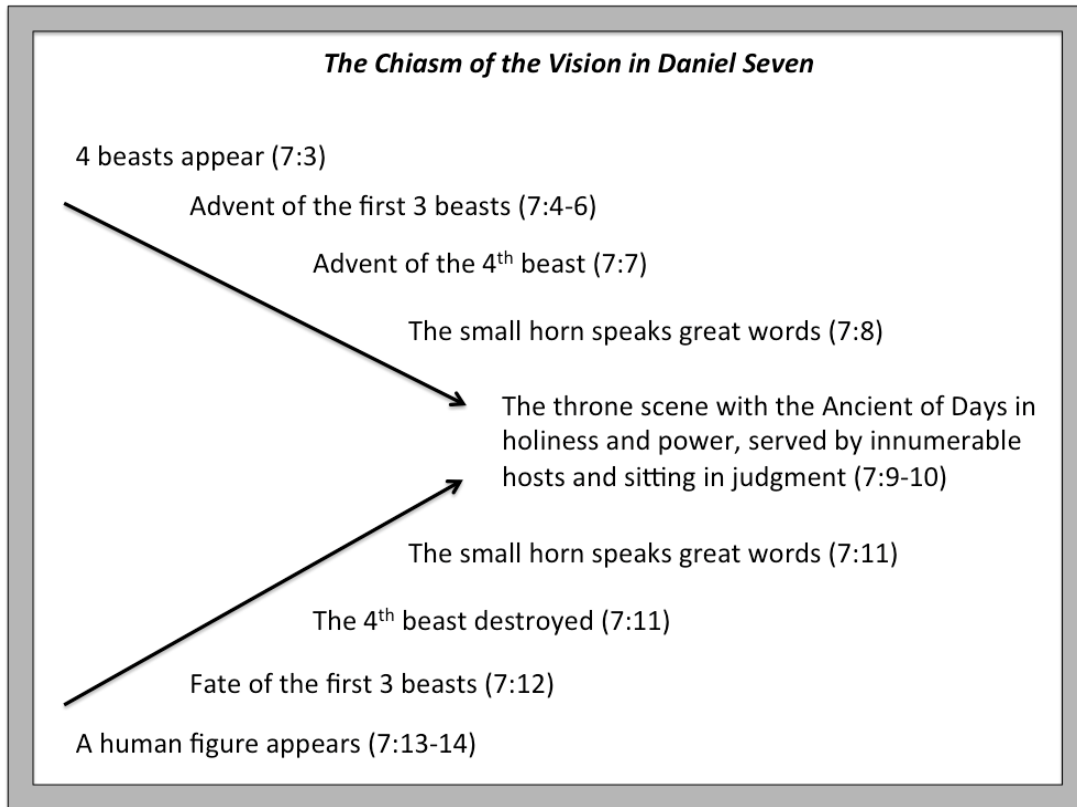 The Chiasm of the Vision in Daniel Seven
4 beasts appear (7:3)
Advent of the first 3 beasts (7:4-6)
Advent of the 4th beast (7:7)
The small horn speaks great words (7:8)
The throne scene with the Ancient of Days in
holiness and power, served by innumerable
hosts and sitting in judgment (7:9-10)
The small horn speaks great words (7:11)
The 4th beast destroyed (7:11)
Fate of the first 3 beasts (7:12)
A human figure appears (7:13-14)